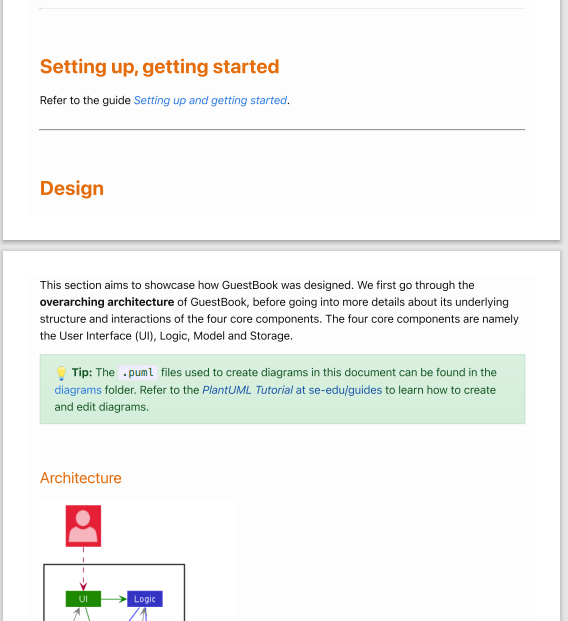 Setting up, getting started
Refer to the guide Setting up and getting started.
Design
This section aims to showcase how GuestBook was designed. We first go through the
overarching architecture of GuestBook, before going into more details about its underlying
structure and interactions of the four core components. The four core components are namely
the User Interface (UI), Logic, Model and Storage.
Tip: The .puml files used to create diagrams in this document can be found in the
diagrams folder. Refer to the PlantUML Tutorial at se-edu/guides to learn how to create
and edit diagrams.
Architecture
UI
Logic